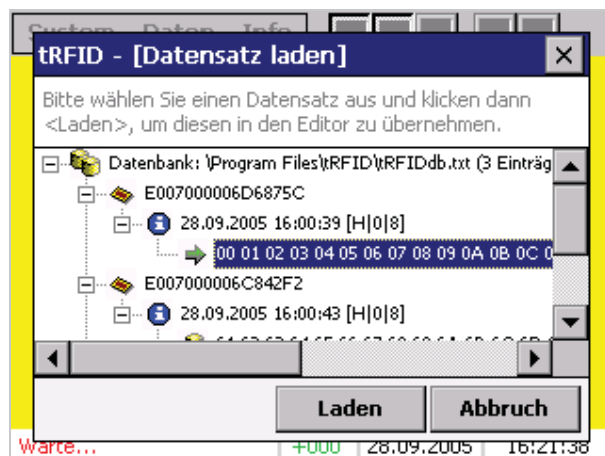 System Daten Info
tRFID - [Datensatz laden]
Bitte wählen Sie einen Datensatz aus und klicken dann
<Laden>, um diesen in den Editor zu übernehmen.
Datenbank: \Program Files\tRFID\tRFIDdb.txt (3 Einträg
E007000006D6875C
28.09.2005 16:00:39 [H|0|8]
00 01 02 03 04 05 06 07 08 09 0A 0B 0C 0
E007000006C842F2
28.09.2005 16:00:43 [H|0|8]
Laden Abbruch
Warte... +000 28.09.2005 16:21:38